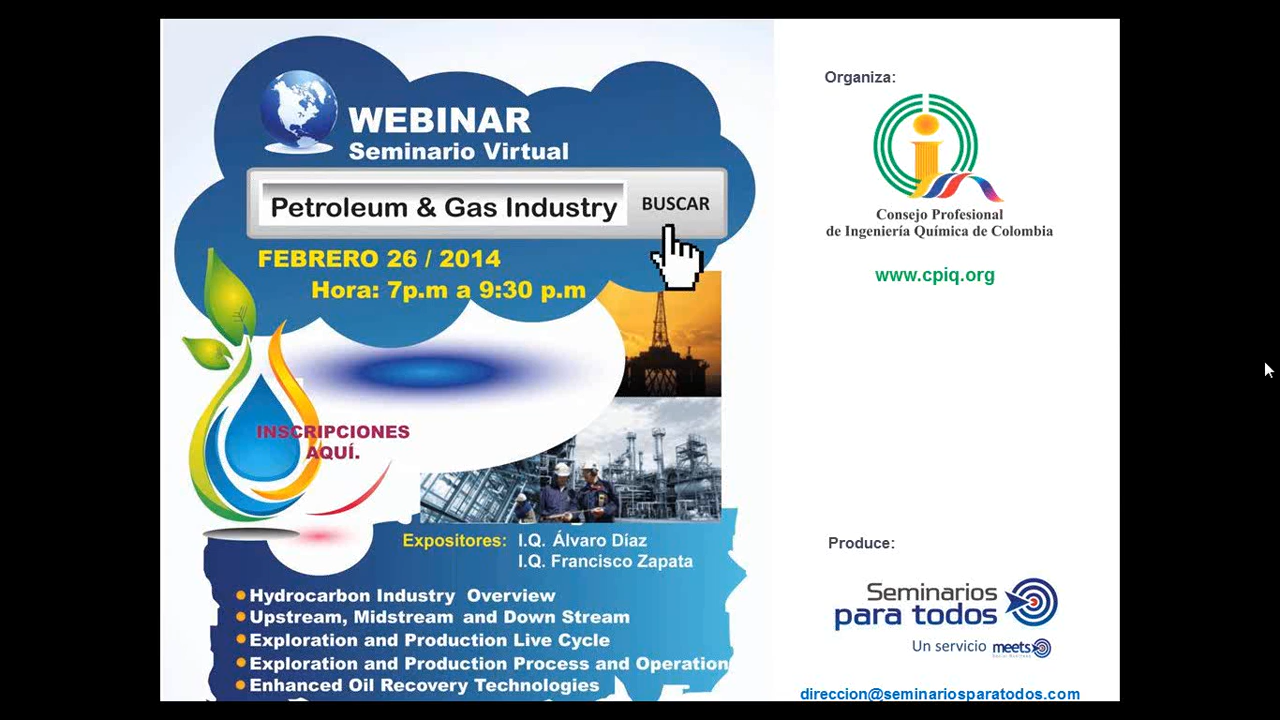 WEBINAR
Seminario Virtual
Petroleum & Gas Industry
BUSCAR
FEBRERO 26 / 2014
Hora: 7p.m a 9:30 p.m
INSCRIPCIONES
AQUÍ.
Expositores: I.Q. Álvaro Díaz
I.Q. Francisco Zapata
Hydrocarbon Industry Overview
Upstream, Midstream and Down Stream
Exploration and Production Live Cycle
Exploration and Production Process and Operation
Enhanced Oil Recovery Technologies
Organiza:
Consejo Profesional
de Ingeniería Química de Colombia
www.cpiq.org
Produce:
Seminarios
para todos
Un servicio meets
direccion@seminariosparatodos.com